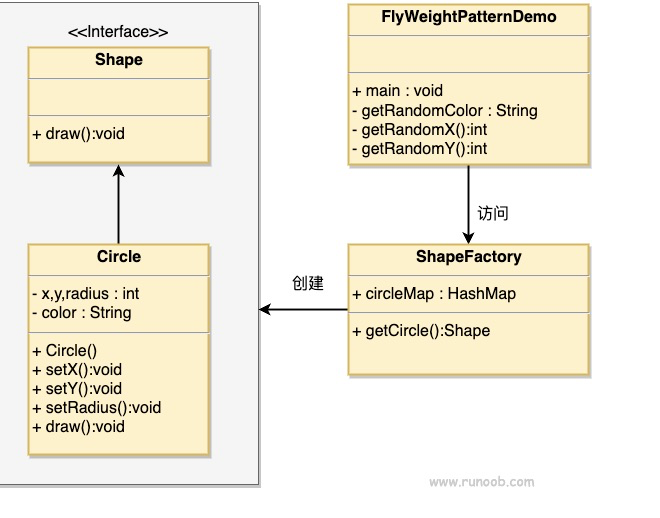 <<Interface>>
Shape
+ draw():void
Circle
- x,y,radius : int
- color : String
+ Circle()
+ setX():void
+ setY():void
+ setRadius():void
+ draw():void
FlyWeightPatternDemo
+ main : void
- getRandomColor : String
- getRandomX():int
- getRandomY():int
访问
创建
ShapeFactory
+ circleMap : HashMap
+ getCircle():Shape
www.runoob.com